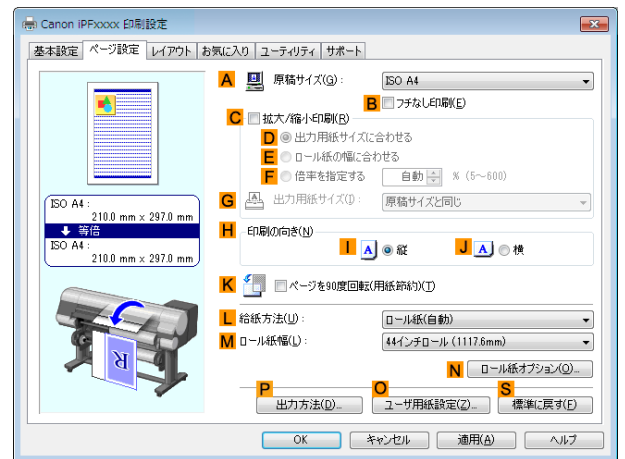 Canon iPFxxxx 印刷設定
基本設定 ページ設定 レイアウト お気に入り ユーティリティ サポート
A 原稿サイズ(G): ISO A4
B フチなし印刷(E)
C 拡大/縮小印刷(R)
D 出力用紙サイズに合わせる
E ロール紙の幅に合わせる
F 倍率を指定する 自動 % (5～600)
G 出力用紙サイズ(I): 原稿サイズと同じ
ISO A4 :
210.0 mm x 297.0 mm
等倍
ISO A4 :
210.0 mm x 297.0 mm
H 印刷の向き(N)
I A 縦 J A 横
K ページを90度回転(用紙節約)(T)
L 給紙方法(U): ロール紙(自動)
M ロール紙幅(L): 44インチロール (1117.6mm)
R
N ロール紙オプション(O)...
P O S
出力方法(D)... ユーザ用紙設定(Z)... 標準に戻す(F)
OK キャンセル 適用(A) ヘルプ